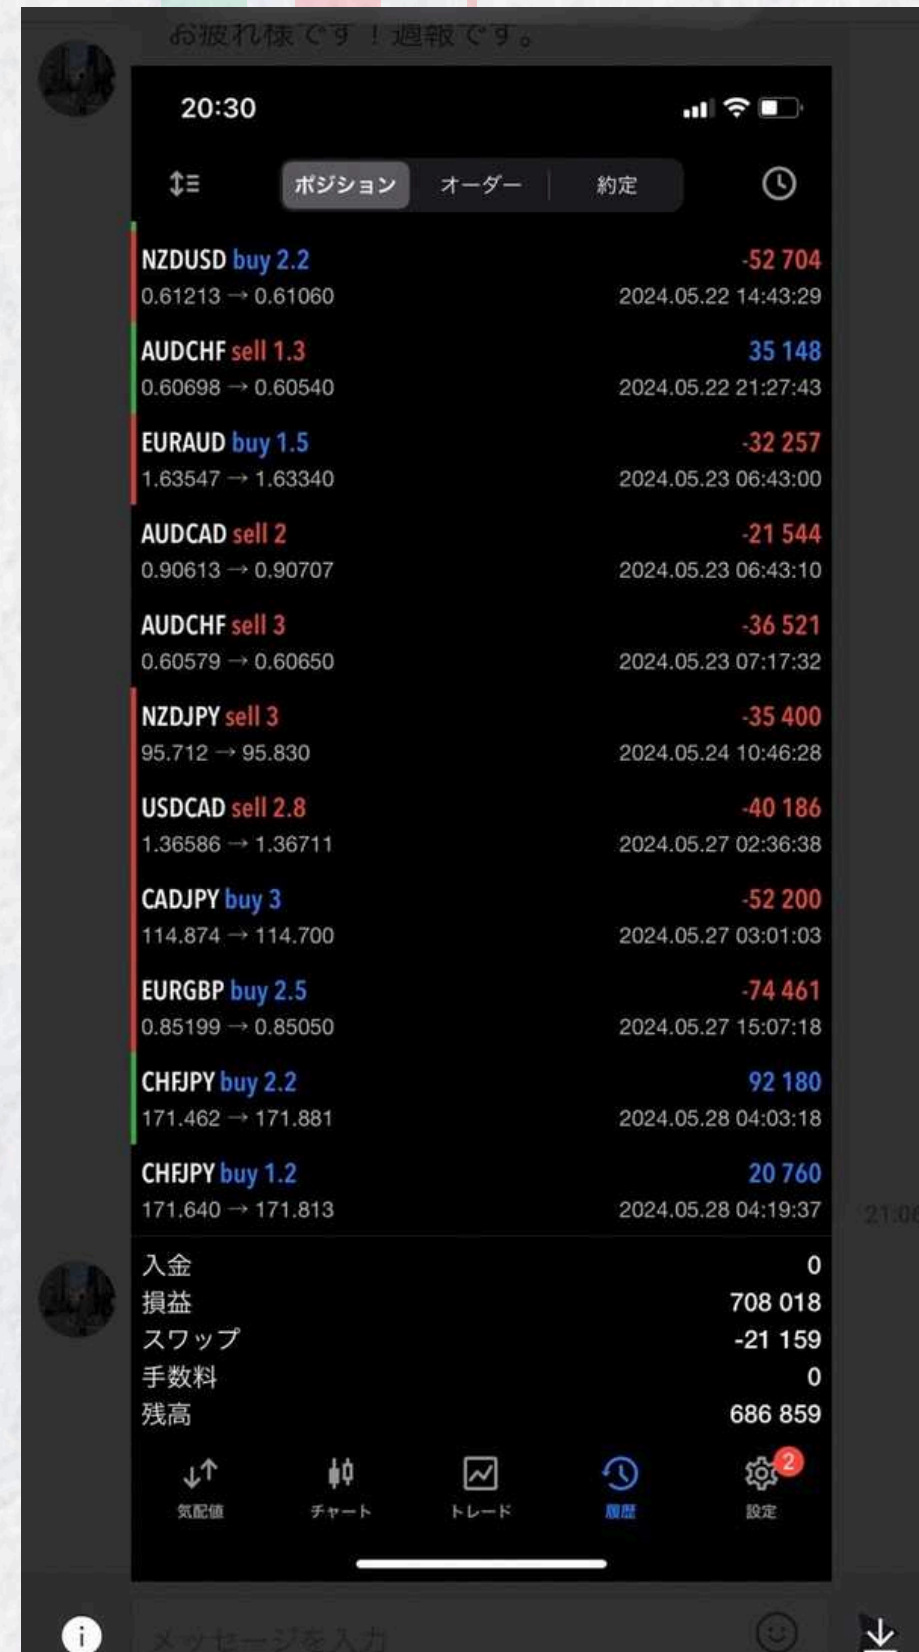 お疲れ様です！週報です。
20:30
ポジション オーダー 約定
NZDUSD buy 2.2 -52 704
0.61213 → 0.61060 2024.05.22 14:43:29
AUDCHF sell 1.3 35 148
0.60698 → 0.60540 2024.05.22 21:27:43
EURAUD buy 1.5 -32 257
1.63547 → 1.63340 2024.05.23 06:43:00
AUDCAD sell 2 -21 544
0.90613 → 0.90707 2024.05.23 06:43:10
AUDCHF sell 3 -36 521
0.60579 → 0.60650 2024.05.23 07:17:32
NZDJPY sell 3 -35 400
95.712 → 95.830 2024.05.24 10:46:28
USDCAD sell 2.8 -40 186
1.36586 → 1.36711 2024.05.27 02:36:38
CADJPY buy 3 -52 200
114.874 → 114.700 2024.05.27 03:01:03
EURGBP buy 2.5 -74 461
0.85199 → 0.85050 2024.05.27 15:07:18
CHFJPY buy 2.2 92 180
171.462 → 171.881 2024.05.28 04:03:18
CHFJPY buy 1.2 20 760
171.640 → 171.813 2024.05.28 04:19:37
入金 0
損益 708 018
スワップ -21 159
手数料 0
残高 686 859
2
気配値 チャート トレード 履歴 設定
メッセージを入力